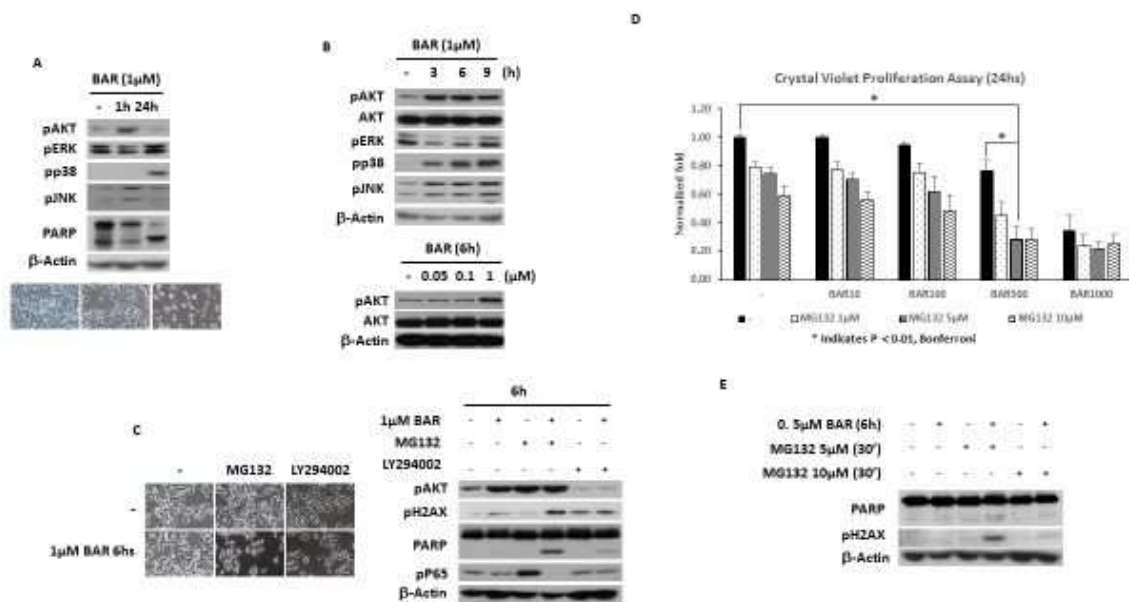 A
BAR (1µM)
- 1h 24h
pAKT
pERK
pp38
pJNK
PARP
β-Actin
B
BAR (1µM)
- 3 6 9 (h)
pAKT
AKT
pERK
pp38
pJNK
β-Actin
BAR (6h)
- 0.05 0.1 1 (µM)
pAKT
AKT
β-Actin
D
Crystal Violet Proliferation Assay (24hs)
Normalized fold
1.20
1.00
0.80
0.60
0.40
0.20
0.00
*
*
- BAR10 BAR100 BAR500 BAR1000
- MG132 1µM MG132 5µM MG132 10µM
* Indicates P < 0.01, Bonferroni
C
- MG132 LY294002
-
1µM BAR 6hs
6h
1µM BAR - + - + - +
MG132 - - + + - -
LY294002 - - - - + +
pAKT
pH2AX
PARP
pP65
β-Actin
E
0. 5µM BAR (6h) - + - + - +
MG132 5µM (30') - - + + - -
MG132 10µM (30') - - - - + +
PARP
pH2AX
β-Actin